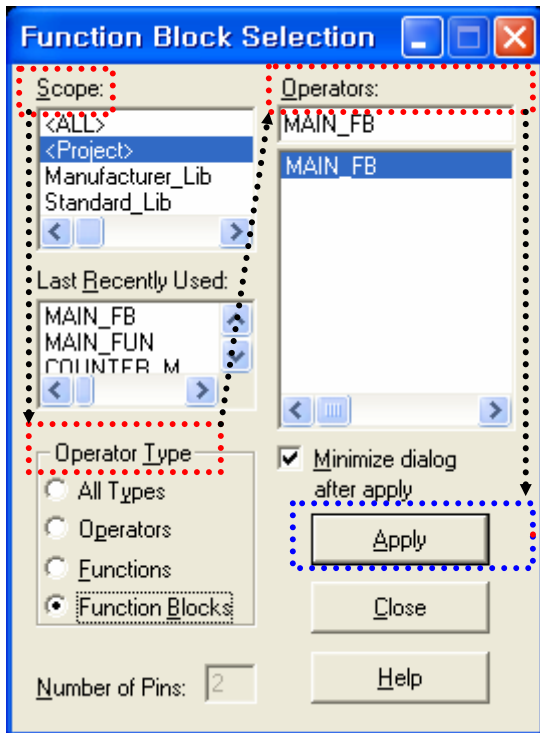 Function Block Selection
Scope:
<ALL>
<Project>
Manufacturer_Lib
Standard_Lib
Last Recently Used:
MAIN_FB
MAIN_FUN
COUNTER_M
Operator Type
All Types
Operators
Functions
Function Blocks
Number of Pins: 2
Operators:
MAIN_FB
MAIN_FB
Minimize dialog
after apply
Apply
Close
Help